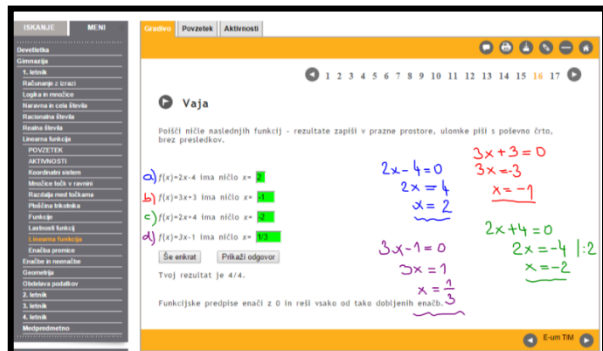 ISKANJE MENI
Devetletka
Gimnazija
1. letnik
Računanje z izrazi
Logika in množice
Naravna in cela števila
Racionalna števila
Realna števila
Linearna funkcija
POVZETEK
AKTIVNOSTI
Koordinatni sistem
Množice točk v ravnini
Razdalja med točkama
Ploščina trikotnika
Funkcije
Lastnosti funkcij
Linearna funkcija
Enačba premice
Enačbe in neenačbe
Geometrija
Obdelava podatkov
2. letnik
3. letnik
4. letnik
Medpredmetno
Gradivo Povzetek Aktivnosti
1 2 3 4 5 6 7 8 9 10 11 12 13 14 15 16 17
Vaja
Poišči ničle naslednjih funkcij - rezultate zapiši v prazne prostore, ulomke piši s poševno črto,
brez presledkov.
a) f(x)=2x-4 ima ničlo x= 2
b) f(x)=3x+3 ima ničlo x= -1
c) f(x)=2x+4 ima ničlo x= -2
d) f(x)=3x-1 ima ničlo x= 1/3
Še enkrat Prikaži odgovor
Tvoj rezultat je 4/4.
Funkcijske predpise enači z 0 in reši vsako od tako dobljenih enačb.
2x-4=0
2x=4
x=2
3x+3=0
3x=-3
x=-1
3x-1=0
3x=1
x=1/3
2x+4=0
2x=-4 |:2
x=-2
E-um TIM